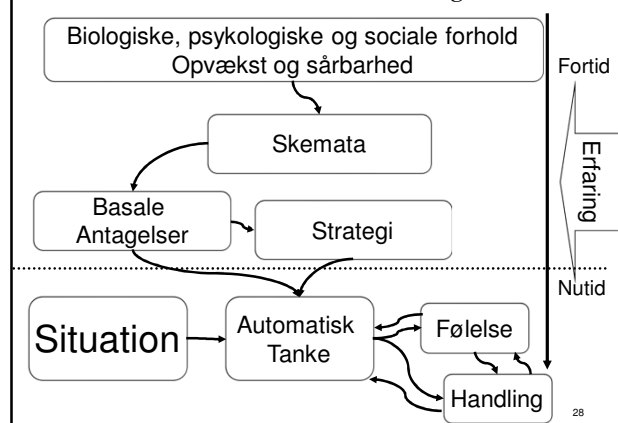 Biologiske, psykologiske og sociale forhold
Opvækst og sårbarhed
Fortid
Skemata
Erfaring
Basale
Antagelser
Strategi
Nutid
Situation
Automatisk
Tanke
Følelse
Handling
28